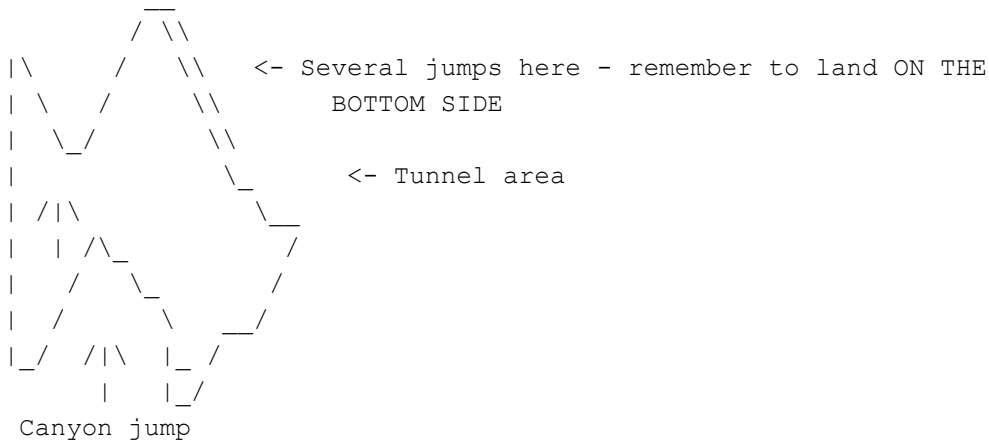 <- Several jumps here - remember to land ON THE
BOTTOM SIDE
<- Tunnel area
Canyon jump